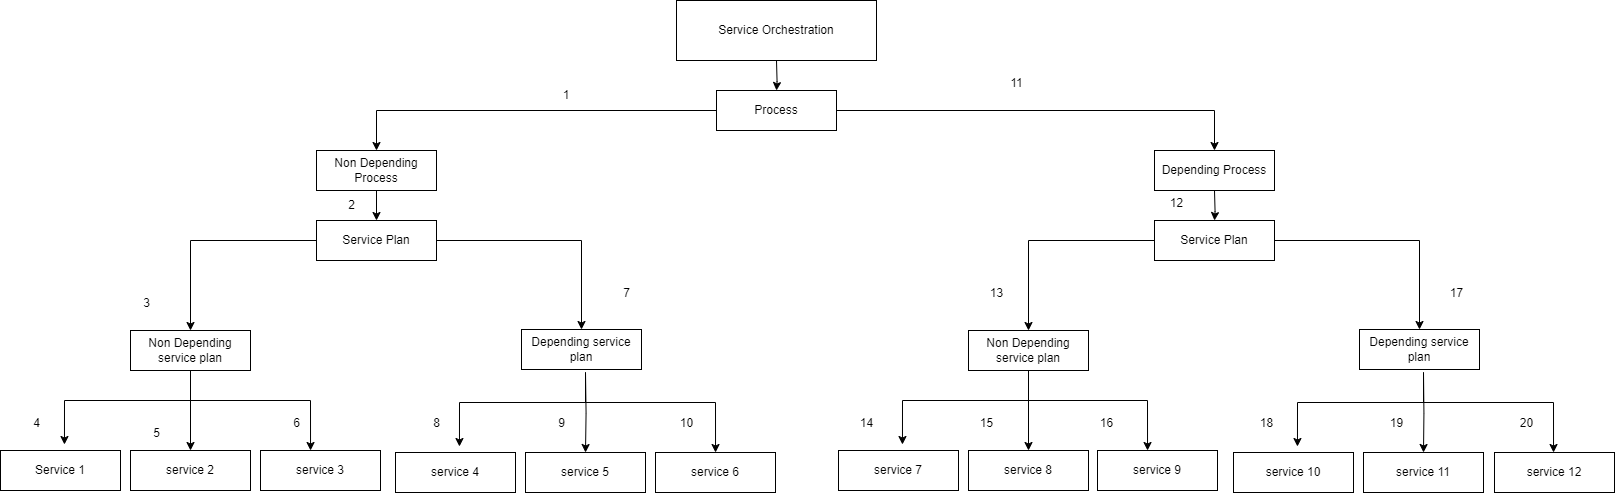 Service Orchestration
11
1
Process
Non Depending
Process
Depending Process
2
12
Service Plan
Service Plan
3
7
13
17
Non Depending
service plan
Depending service
plan
Non Depending
service plan
Depending service
plan
4
5
6
8
9
10
14
15
16
18
19
20
Service 1
service 2
service 3
service 4
service 5
service 6
service 7
service 8
service 9
service 10
service 11
service 12